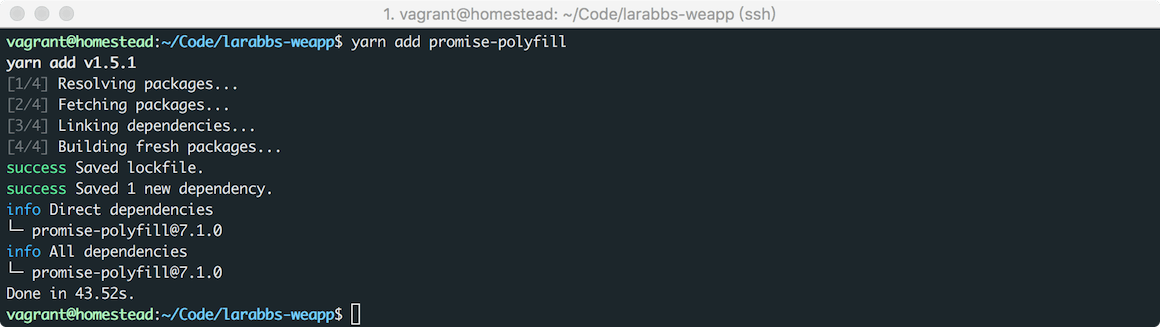 1. vagrant@homestead: ~/Code/larabbs-weapp (ssh)
vagrant@homestead:~/Code/larabbs-weapp$ yarn add promise-polyfill
yarn add v1.5.1
[1/4] Resolving packages...
[2/4] Fetching packages...
[3/4] Linking dependencies...
[4/4] Building fresh packages...
success Saved lockfile.
success Saved 1 new dependency.
info Direct dependencies
└─ promise-polyfill@7.1.0
info All dependencies
└─ promise-polyfill@7.1.0
Done in 43.52s.
vagrant@homestead:~/Code/larabbs-weapp$